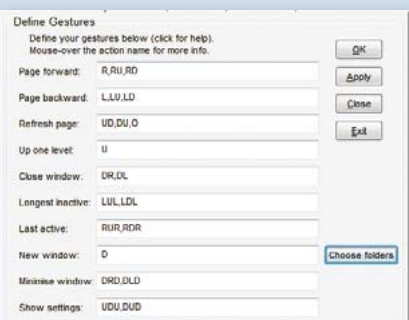 Define Gestures
Define your gestures below (click for help).
Mouse-over the action name for more info.
OK
Page forward: R,RU,RD
Apply
Page backward: L,LU,LD
Close
Refresh page: UD,DU,O
Exit
Up one level: U
Close window: DR,DL
Longest inactive: LUL,LDL
Last active: RUR,RDR
New window: D
Choose folders
Minimise window: DRD,DLD
Show settings: UDU,DUD